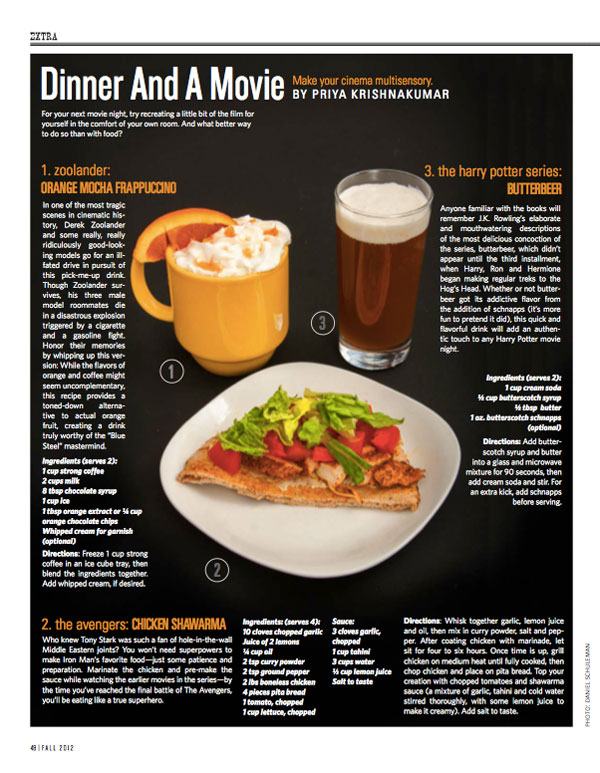 EXTRA
Dinner And A Movie
Make your cinema multisensory.
BY PRIYA KRISHNAKUMAR
For your next movie night, try recreating a little bit of the film for
yourself in the comfort of your own room. And what better way
to do so than with food?
1. zoolander:
ORANGE MOCHA FRAPPUCCINO
In one of the most tragic
scenes in cinematic his-
tory, Derek Zoolander
and some really, really
ridiculously good-look-
ing models go for an ill-
fated drive in pursuit of
this pick-me-up drink.
Though Zoolander sur-
vives, his three male
model roommates die
in a disastrous explosion
triggered by a cigarette
and a gasoline fight.
Honor their memories
by whipping up this ver-
sion: While the flavors of
orange and coffee might
seem uncomplementary,
this recipe provides a
toned-down alterna-
tive to actual orange
fruit, creating a drink
truly worthy of the "Blue
Steel" mastermind.
Ingredients (serves 2):
1 cup strong coffee
2 cups milk
8 tbsp chocolate syrup
1 cup ice
1 tbsp orange extract or ¼ cup
orange chocolate chips
Whipped cream for garnish
(optional)
Directions: Freeze 1 cup strong
coffee in an ice cube tray, then
blend the ingredients together.
Add whipped cream, if desired.
1
2
3
3. the harry potter series:
BUTTERBEER
Anyone familiar with the books will
remember J.K. Rowling's elaborate
and mouthwatering descriptions
of the most delicious concoction of
the series, butterbeer, which didn't
appear until the third installment,
when Harry, Ron and Hermione
began making regular treks to the
Hog's Head. Whether or not butter-
beer got its addictive flavor from
the addition of schnapps (it's more
fun to pretend it did), this quick and
flavorful drink will add an authen-
tic touch to any Harry Potter movie
night.
Ingredients (serves 2):
1 cup cream soda
cup butterscotch syrup
½ tbsp butter
1 oz. butterscotch schnapps
(optional)
Directions: Add butter-
scotch syrup and butter
into a glass and microwave
mixture for 90 seconds, then
add cream soda and stir. For
an extra kick, add schnapps
before serving.
2. the avengers: CHICKEN SHAWARMA
Who knew Tony Stark was such a fan of hole-in-the-wall
Middle Eastern joints? You won't need superpowers to
make Iron Man's favorite food—just some patience and
preparation. Marinate the chicken and pre-make the
sauce while watching the earlier movies in the series—by
the time you've reached the final battle of The Avengers,
you'll be eating like a true superhero.
Ingredients: (serves 4):
10 cloves chopped garlic
Juice of 2 lemons
¼ cup oil
2 tsp curry powder
2 tsp ground pepper
2 lbs boneless chicken
4 pieces pita bread
1 tomato, chopped
1 cup lettuce, chopped
Sauce:
3 cloves garlic,
chopped
1 cup tahini
3 cups water
cup lemon juice
Salt to taste
Directions: Whisk together garlic, lemon juice
and oil, then mix in curry powder, salt and pep-
per. After coating chicken with marinade, let
sit for four to six hours. Once time is up, grill
chicken on medium heat until fully cooked, then
chop chicken and place on pita bread. Top your
creation with chopped tomatoes and shawarma
sauce (a mixture of garlic, tahini and cold water
stirred thoroughly, with some lemon juice to
make it creamy). Add salt to taste.
PHOTO: DANIEL SCHULEMAN
48 | FALL 2012